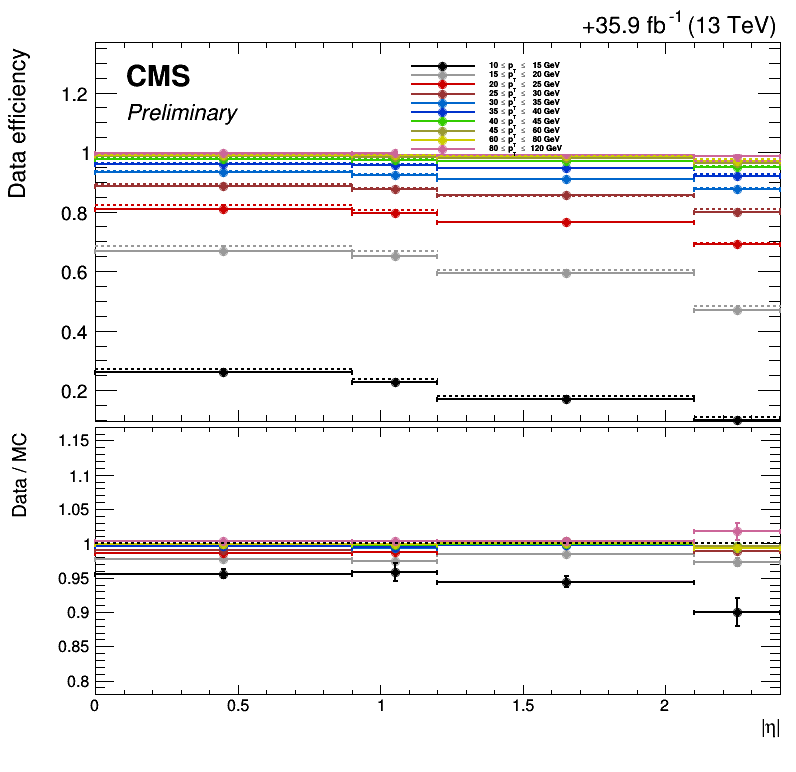 +35.9 fb⁻¹ (13 TeV)
CMS
Preliminary
Data efficiency
10 ≤ pT ≤ 15 GeV
15 ≤ pT ≤ 20 GeV
20 ≤ pT ≤ 25 GeV
25 ≤ pT ≤ 30 GeV
30 ≤ pT ≤ 35 GeV
35 ≤ pT ≤ 40 GeV
40 ≤ pT ≤ 45 GeV
45 ≤ pT ≤ 60 GeV
60 ≤ pT ≤ 80 GeV
80 ≤ pT ≤ 120 GeV
1.2
1
0.8
0.6
0.4
0.2
Data / MC
1.15
1.1
1.05
1
0.95
0.9
0.85
0.8
0 0.5 1 1.5 2
|η|